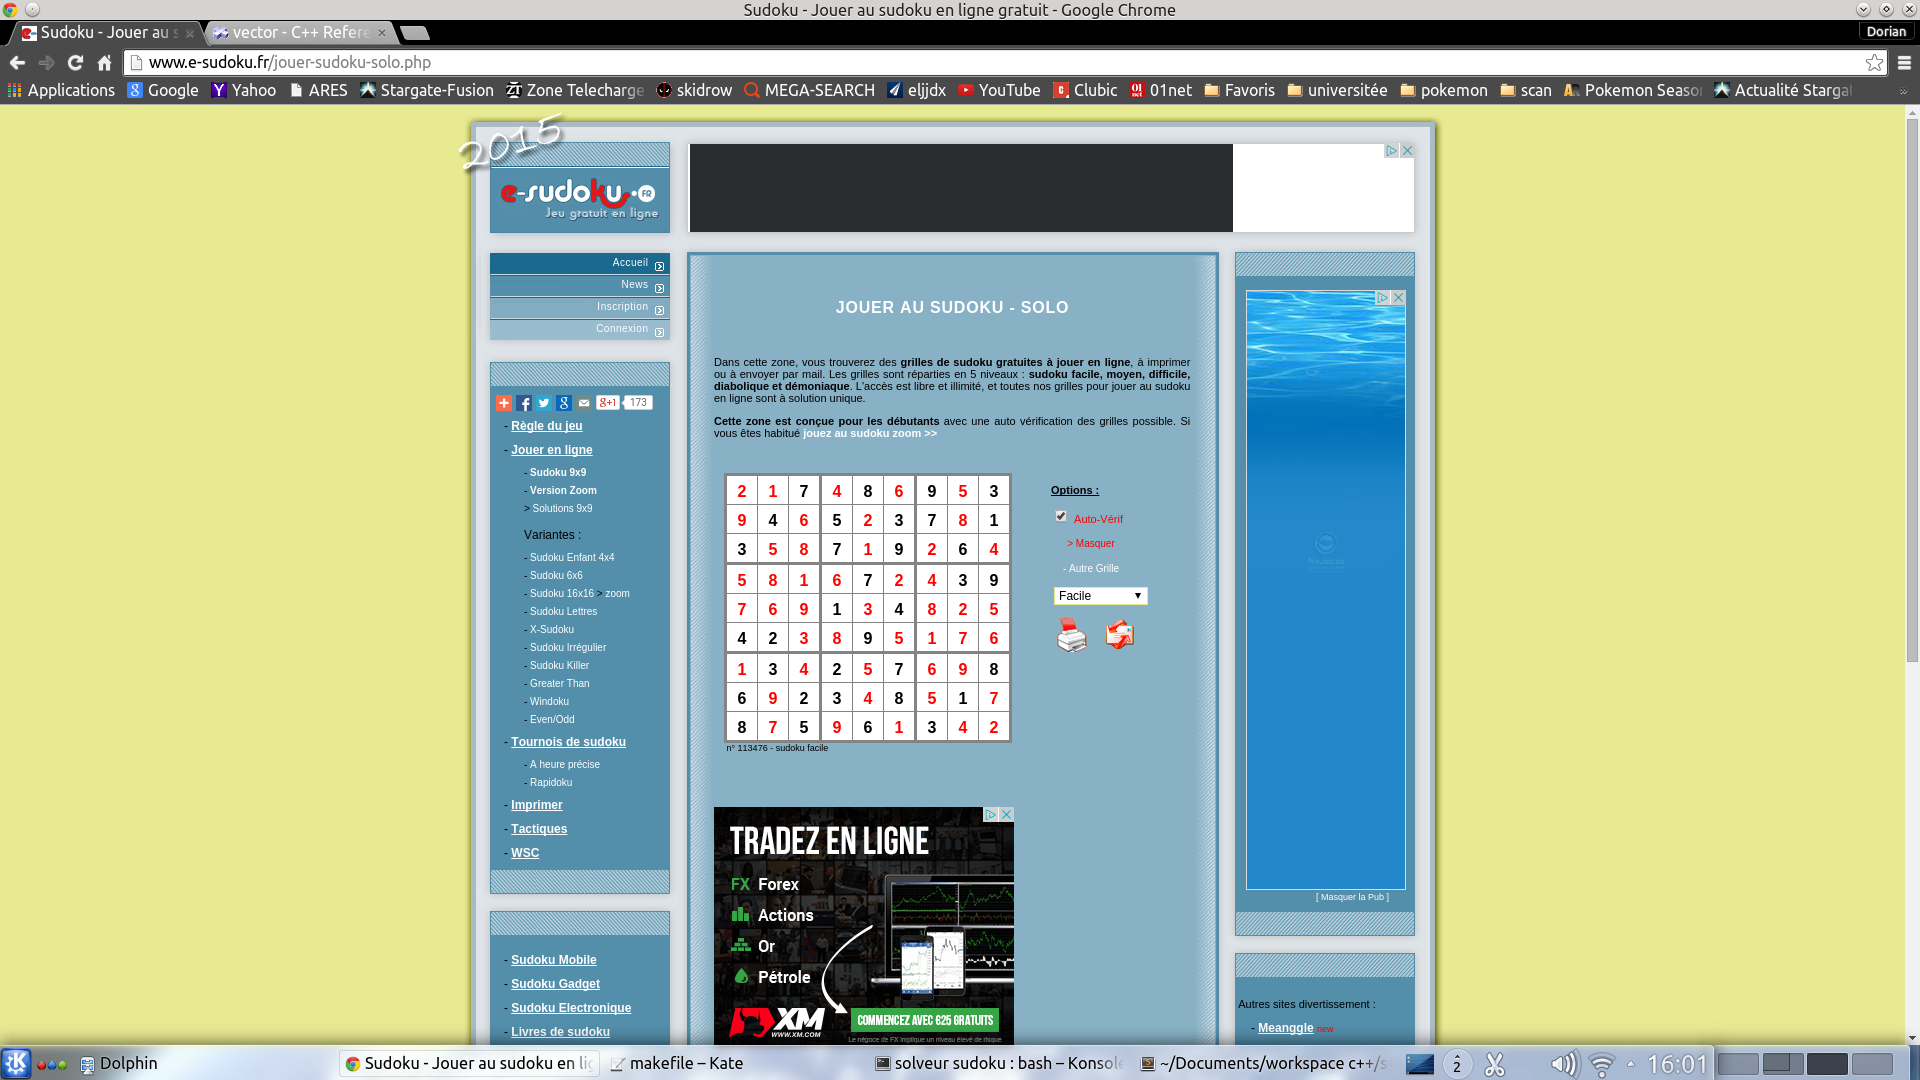 Sudoku - Jouer au sudoku en ligne gratuit - Google Chrome
Sudoku - Jouer au s
vector - C++ Refere
Dorian
www.e-sudoku.fr/jouer-sudoku-solo.php
Applications Google Yahoo ARES Stargate-Fusion Zone Telecharge skidrow MEGA-SEARCH eljjdx YouTube Clubic 01net Favoris universitée pokemon scan Pokemon Season Actualité Stargat »
2015
e-sudoku.FR
Jeu gratuit en ligne
Accueil
News
Inscription
Connexion
g+1 173
- Règle du jeu
- Jouer en ligne
- Sudoku 9x9
- Version Zoom
> Solutions 9x9
Variantes :
- Sudoku Enfant 4x4
- Sudoku 6x6
- Sudoku 16x16 > zoom
- Sudoku Lettres
- X-Sudoku
- Sudoku Irrégulier
- Sudoku Killer
- Greater Than
- Windoku
- Even/Odd
- Tournois de sudoku
- A heure précise
- Rapidoku
- Imprimer
- Tactiques
- WSC
- Sudoku Mobile
- Sudoku Gadget
- Sudoku Electronique
- Livres de sudoku
JOUER AU SUDOKU - SOLO
Dans cette zone, vous trouverez des grilles de sudoku gratuites à jouer en ligne, à imprimer
ou à envoyer par mail. Les grilles sont réparties en 5 niveaux : sudoku facile, moyen, difficile,
diabolique et démoniaque. L'accès est libre et illimité, et toutes nos grilles pour jouer au sudoku
en ligne sont à solution unique.
Cette zone est conçue pour les débutants avec une auto vérification des grilles possible. Si
vous êtes habitué jouez au sudoku zoom >>
2 1 7 4 8 6 9 5 3
9 4 6 5 2 3 7 8 1
3 5 8 7 1 9 2 6 4
5 8 1 6 7 2 4 3 9
7 6 9 1 3 4 8 2 5
4 2 3 8 9 5 1 7 6
1 3 4 2 5 7 6 9 8
6 9 2 3 4 8 5 1 7
8 7 5 9 6 1 3 4 2
n° 113476 - sudoku facile
Options :
Auto-Vérif
> Masquer
- Autre Grille
Facile
TRADEZ EN LIGNE
FX Forex
Actions
Or
Pétrole
XM
WWW.XM.COM
COMMENCEZ AVEC €25 GRATUITS
Le négoce de FX implique un niveau élevé de risque
[ Masquer la Pub ]
Autres sites divertissement :
- Meanggle new
Dolphin
Sudoku - Jouer au sudoku en lig
makefile – Kate
solveur sudoku : bash – Konsole
~/Documents/workspace c++/s
2
16:01